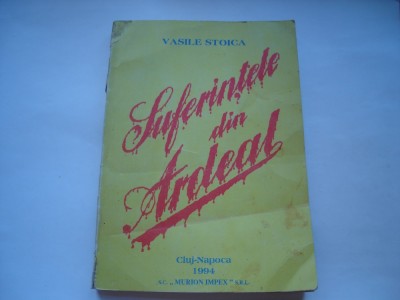 VASILE STOICA
Suferințele
din
Ardeal
Cluj-Napoca
1994
S.C. „MURION IMPEX” S.R.L.